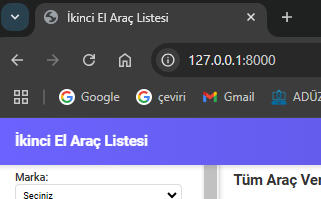 İkinci El Araç Listesi
127.0.0.1:8000
Google çeviri Gmail ADÜZ
İkinci El Araç Listesi
Marka:
Seçiniz
Tüm Araç Ver